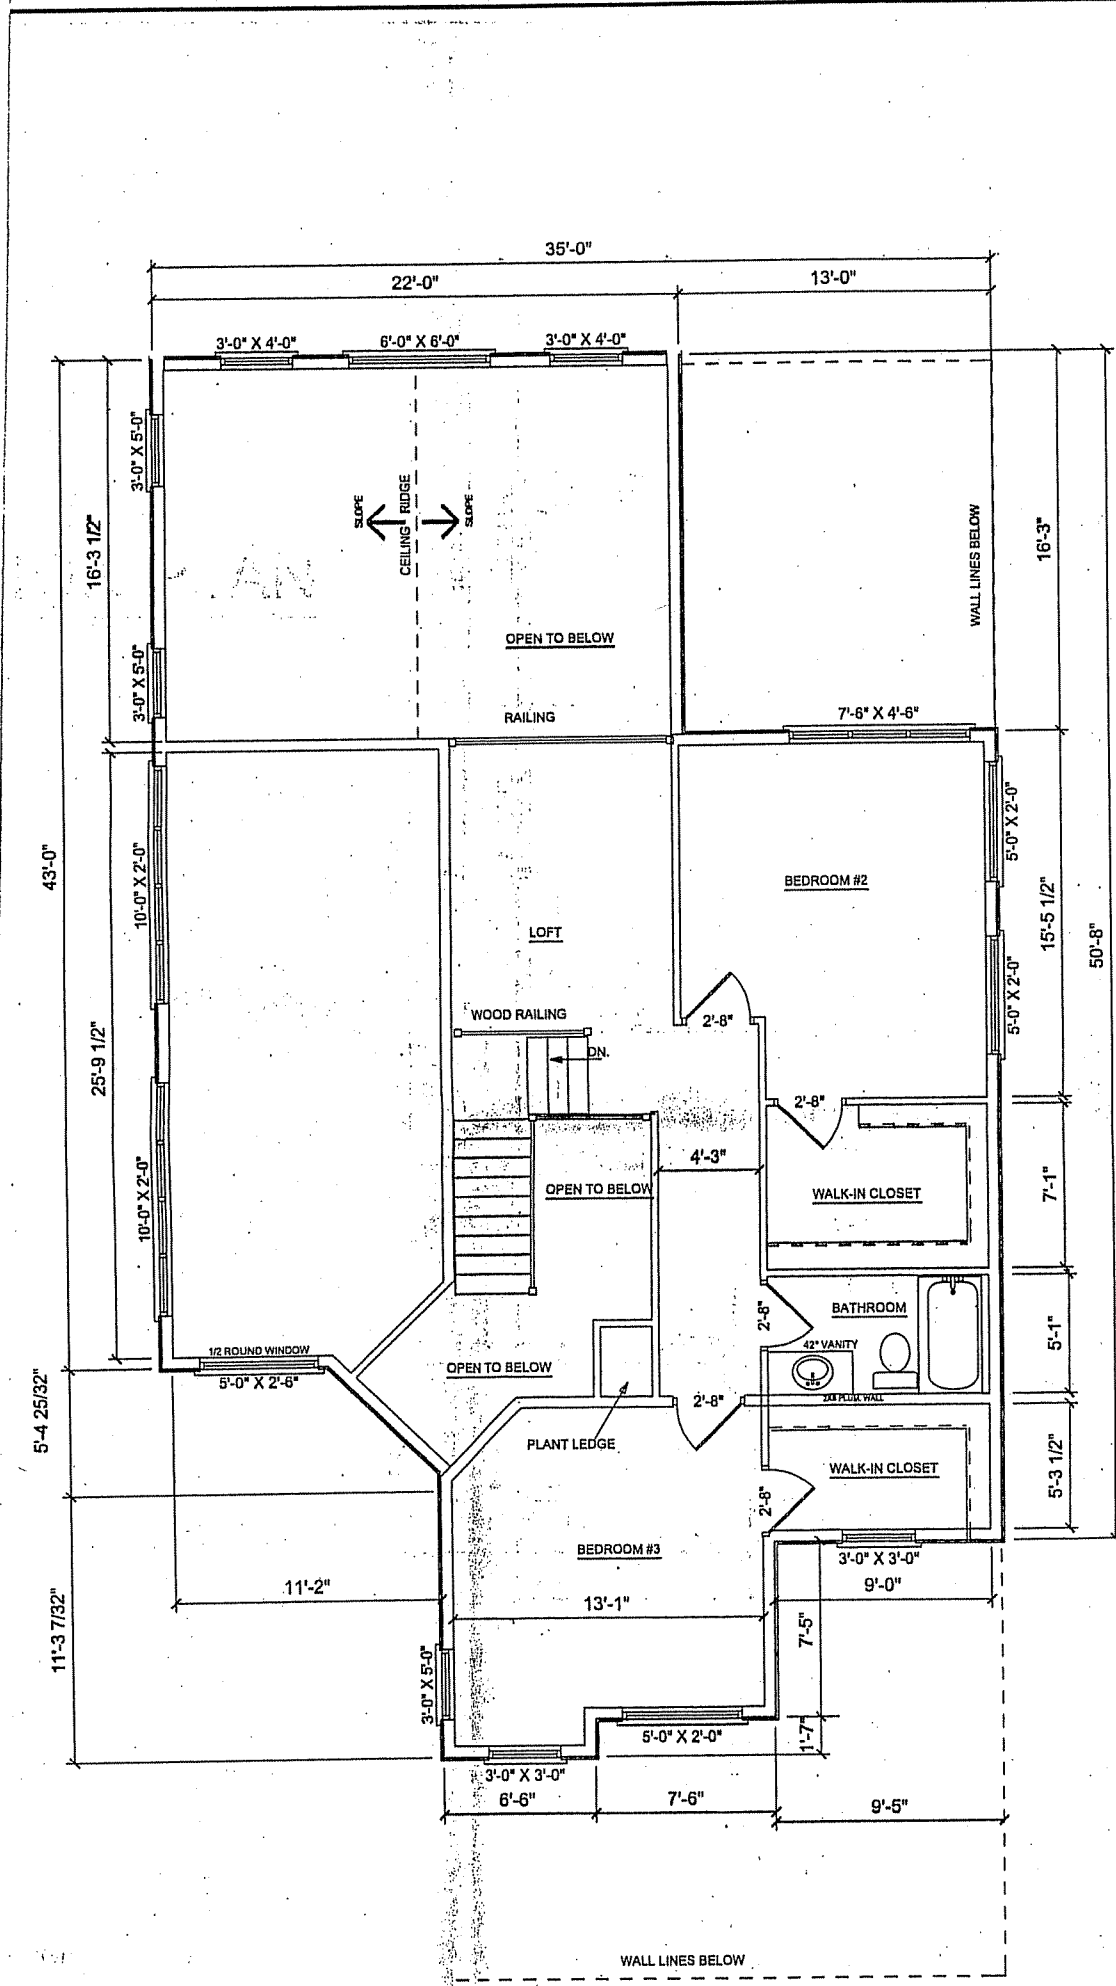 35'-0"
22'-0"
13'-0"
3'-0" X 4'-0"
6'-0" X 6'-0"
3'-0" X 4'-0"
3'-0" X 5'-0"
16'-3 1/2"
SLOPE
CEILING RIDGE
SLOPE
16'-3"
WALL LINES BELOW
OPEN TO BELOW
3'-0" X 5'-0"
RAILING
7'-6" X 4'-6"
5'-0" X 2'-0"
43'-0"
10'-0" X 2'-0"
BEDROOM #2
15'-5 1/2"
50'-8"
LOFT
5'-0" X 2'-0"
WOOD RAILING
2'-8"
25'-9 1/2"
DN.
2'-8"
4'-3"
10'-0" X 2'-0"
OPEN TO BELOW
WALK-IN CLOSET
7'-1"
2'-8"
BATHROOM
5'-1"
42" VANITY
1/2 ROUND WINDOW
5'-0" X 2'-6"
OPEN TO BELOW
2'-8"
2X6 PLUM. WALL
5'-4 25/32"
PLANT LEDGE
WALK-IN CLOSET
5'-3 1/2"
2'-8"
BEDROOM #3
3'-0" X 3'-0"
11'-2"
13'-1"
9'-0"
11'-3 7/32"
7'-5"
3'-0" X 5'-0"
5'-0" X 2'-0"
1'-7"
3'-0" X 3'-0"
6'-6"
7'-6"
9'-5"
WALL LINES BELOW